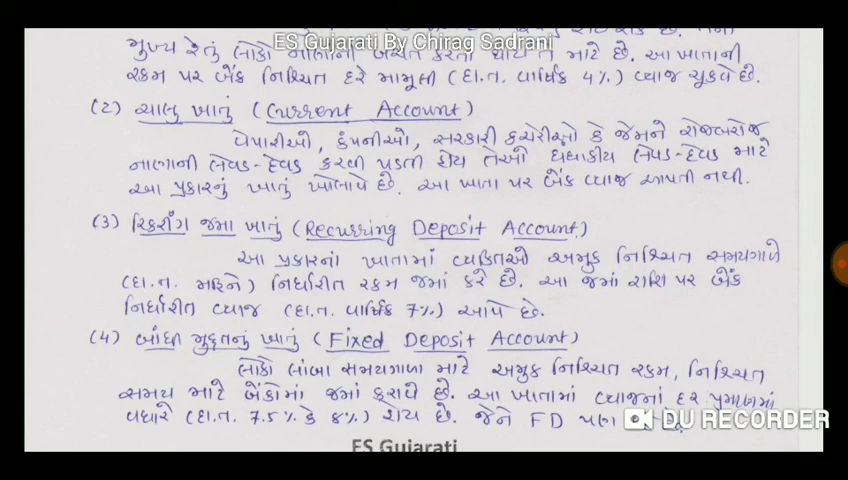 ES Gujarati By Chirag Sadrani
મુખ્ય હેતું લોકો નાણાંની બચત કરતા થાય તે માટે છે. આ ખાતાની
રકમ પર બેંક નિશ્ચિત દરે મામૂલી (દા.ત. વાર્ષિક 4%) વ્યાજ ચૂકવે છે.
(2) ચાલુ ખાતું (Current Account)
વેપારીઓ, કંપનીઓ, સરકારી કચેરીઓ કે જેમને રોજબરોજ
નાણાની લેવડ-દેવડ કરવી પડતી હોય તેઓ ધંધાકીય લેવડ-દેવડ માટે
આ પ્રકારનું ખાતું ખોલાવે છે. આ ખાતા પર બેંક વ્યાજ આપતી નથી.
(3) રિકરીંગ જમા ખાતું (Recurring Deposit Account)
આ પ્રકારનાં ખાતામાં વ્યક્તિઓ અમુક નિશ્ચિત સમયગાળે
(દા.ત. મહિને) નિર્ધારીત રકમ જમાં કરે છે. આ જમાં રાશિ પર બેંક
નિર્ધારીત વ્યાજ (દા.ત. વાર્ષિક 7%) આપે છે.
(4) બાંધી મુદ્દતનું ખાતું (Fixed Deposit Account)
લોકો લાંબા સમયગાળા માટે અમુક નિશ્ચિત રકમ, નિશ્ચિત
સમય માટે બેંકોમાં જમાં કરાવે છે. આ ખાતામાં વ્યાજનાં દર પ્રમાણમાં
વધારે (દા.ત. 7.5% કે 8%) હોય છે. જેને FD પણ
DU RECORDER
ES Gujarati